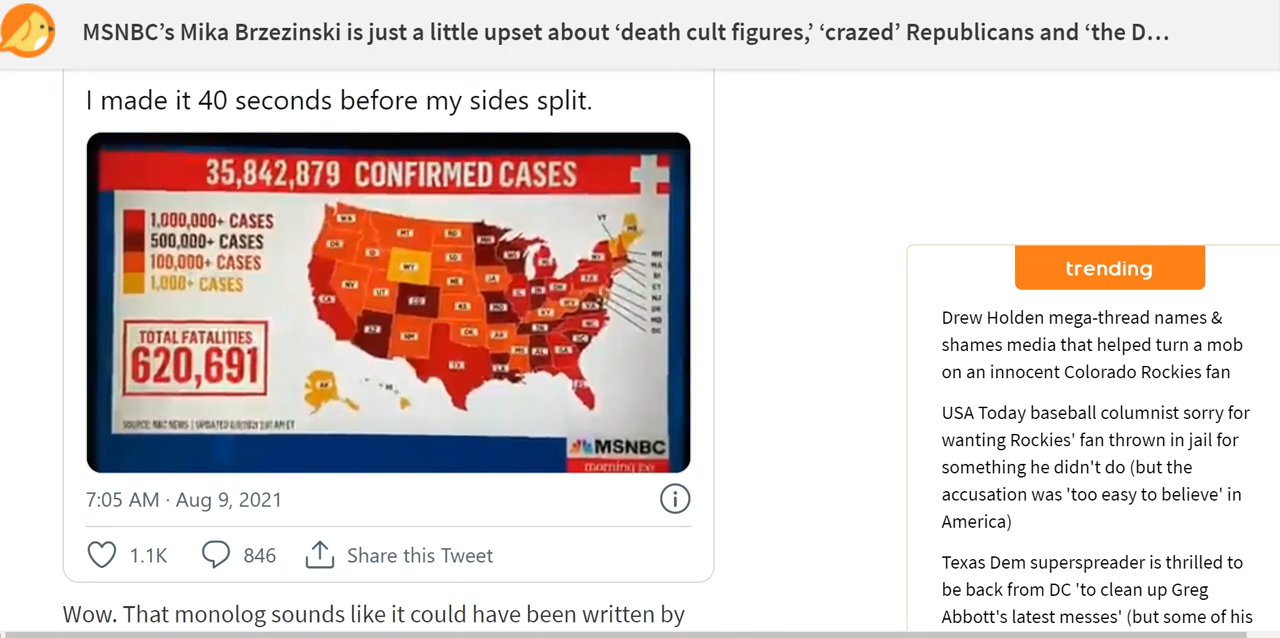 MSNBC’s Mika Brzezinski is just a little upset about ‘death cult figures,’ ‘crazed’ Republicans and ‘the D…
I made it 40 seconds before my sides split.
35,842,879 CONFIRMED CASES
1,000,000+ CASES
500,000+ CASES
100,000+ CASES
1,000+ CASES
TOTAL FATALITIES
620,691
MSNBC
morning joe
7:05 AM · Aug 9, 2021
1.1K 846 Share this Tweet
Wow. That monolog sounds like it could have been written by
trending
Drew Holden mega-thread names &
shames media that helped turn a mob
on an innocent Colorado Rockies fan
USA Today baseball columnist sorry for
wanting Rockies' fan thrown in jail for
something he didn't do (but the
accusation was 'too easy to believe' in
America)
Texas Dem superspreader is thrilled to
be back from DC 'to clean up Greg
Abbott's latest messes' (but some of his